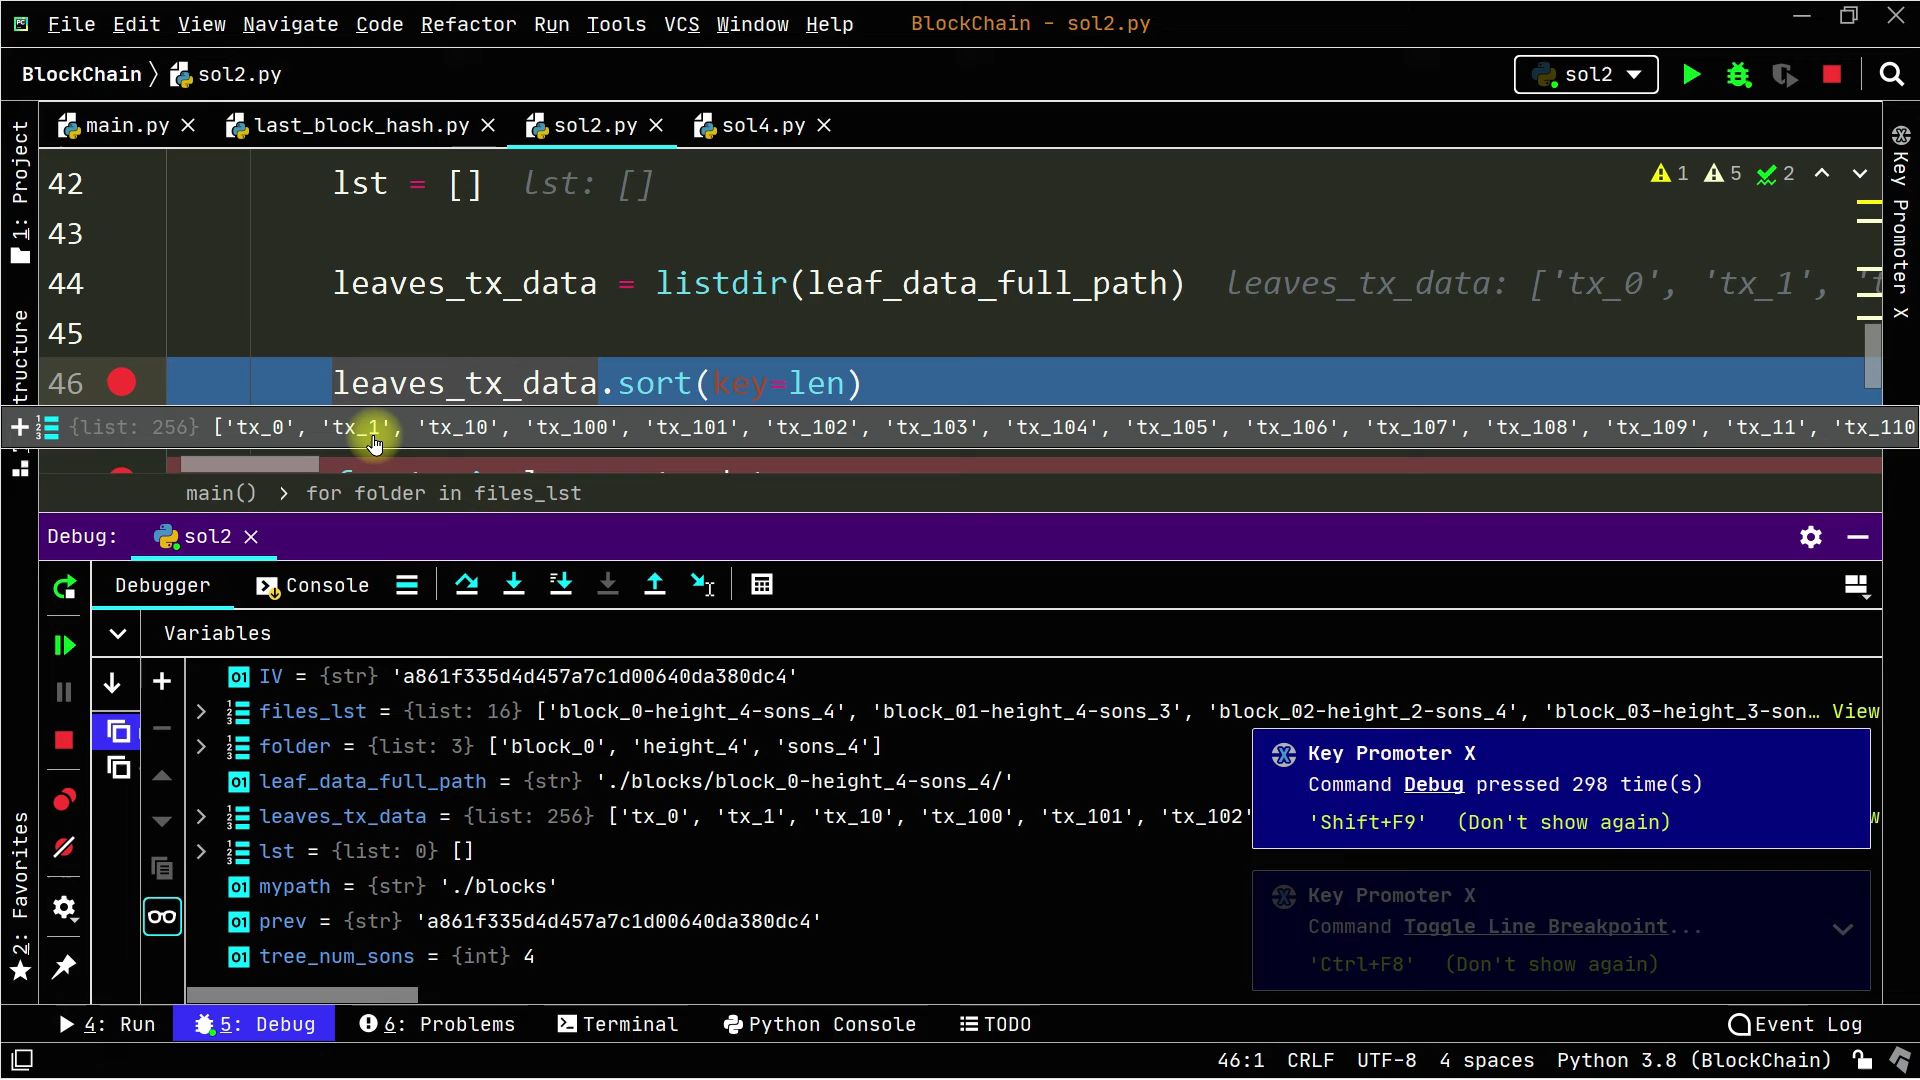 File Edit View Navigate Code Refactor Run Tools VCS Window Help BlockChain - sol2.py
BlockChain sol2.py sol2
main.py last_block_hash.py sol2.py sol4.py
1: Project
Structure
2: Favorites
Key Promoter X
1 5 2
42 lst = [] lst: []
43
44 leaves_tx_data = listdir(leaf_data_full_path) leaves_tx_data: ['tx_0', 'tx_1',
45
46 leaves_tx_data.sort(key=len)
{list: 256} ['tx_0', 'tx_1', 'tx_10', 'tx_100', 'tx_101', 'tx_102', 'tx_103', 'tx_104', 'tx_105', 'tx_106', 'tx_107', 'tx_108', 'tx_109', 'tx_11', 'tx_110
main() > for folder in files_lst
Debug: sol2
Debugger Console
Variables
IV = {str} 'a861f335d4d457a7c1d00640da380dc4'
files_lst = {list: 16} ['block_0-height_4-sons_4', 'block_01-height_4-sons_3', 'block_02-height_2-sons_4', 'block_03-height_3-son... View
folder = {list: 3} ['block_0', 'height_4', 'sons_4']
leaf_data_full_path = {str} './blocks/block_0-height_4-sons_4/'
leaves_tx_data = {list: 256} ['tx_0', 'tx_1', 'tx_10', 'tx_100', 'tx_101', 'tx_102'
lst = {list: 0} []
mypath = {str} './blocks'
prev = {str} 'a861f335d4d457a7c1d00640da380dc4'
tree_num_sons = {int} 4
Key Promoter X
Command Debug pressed 298 time(s)
'Shift+F9' (Don't show again)
Key Promoter X
Command Toggle Line Breakpoint...
'Ctrl+F8' (Don't show again)
4: Run 5: Debug 6: Problems Terminal Python Console TODO Event Log
46:1 CRLF UTF-8 4 spaces Python 3.8 (BlockChain)